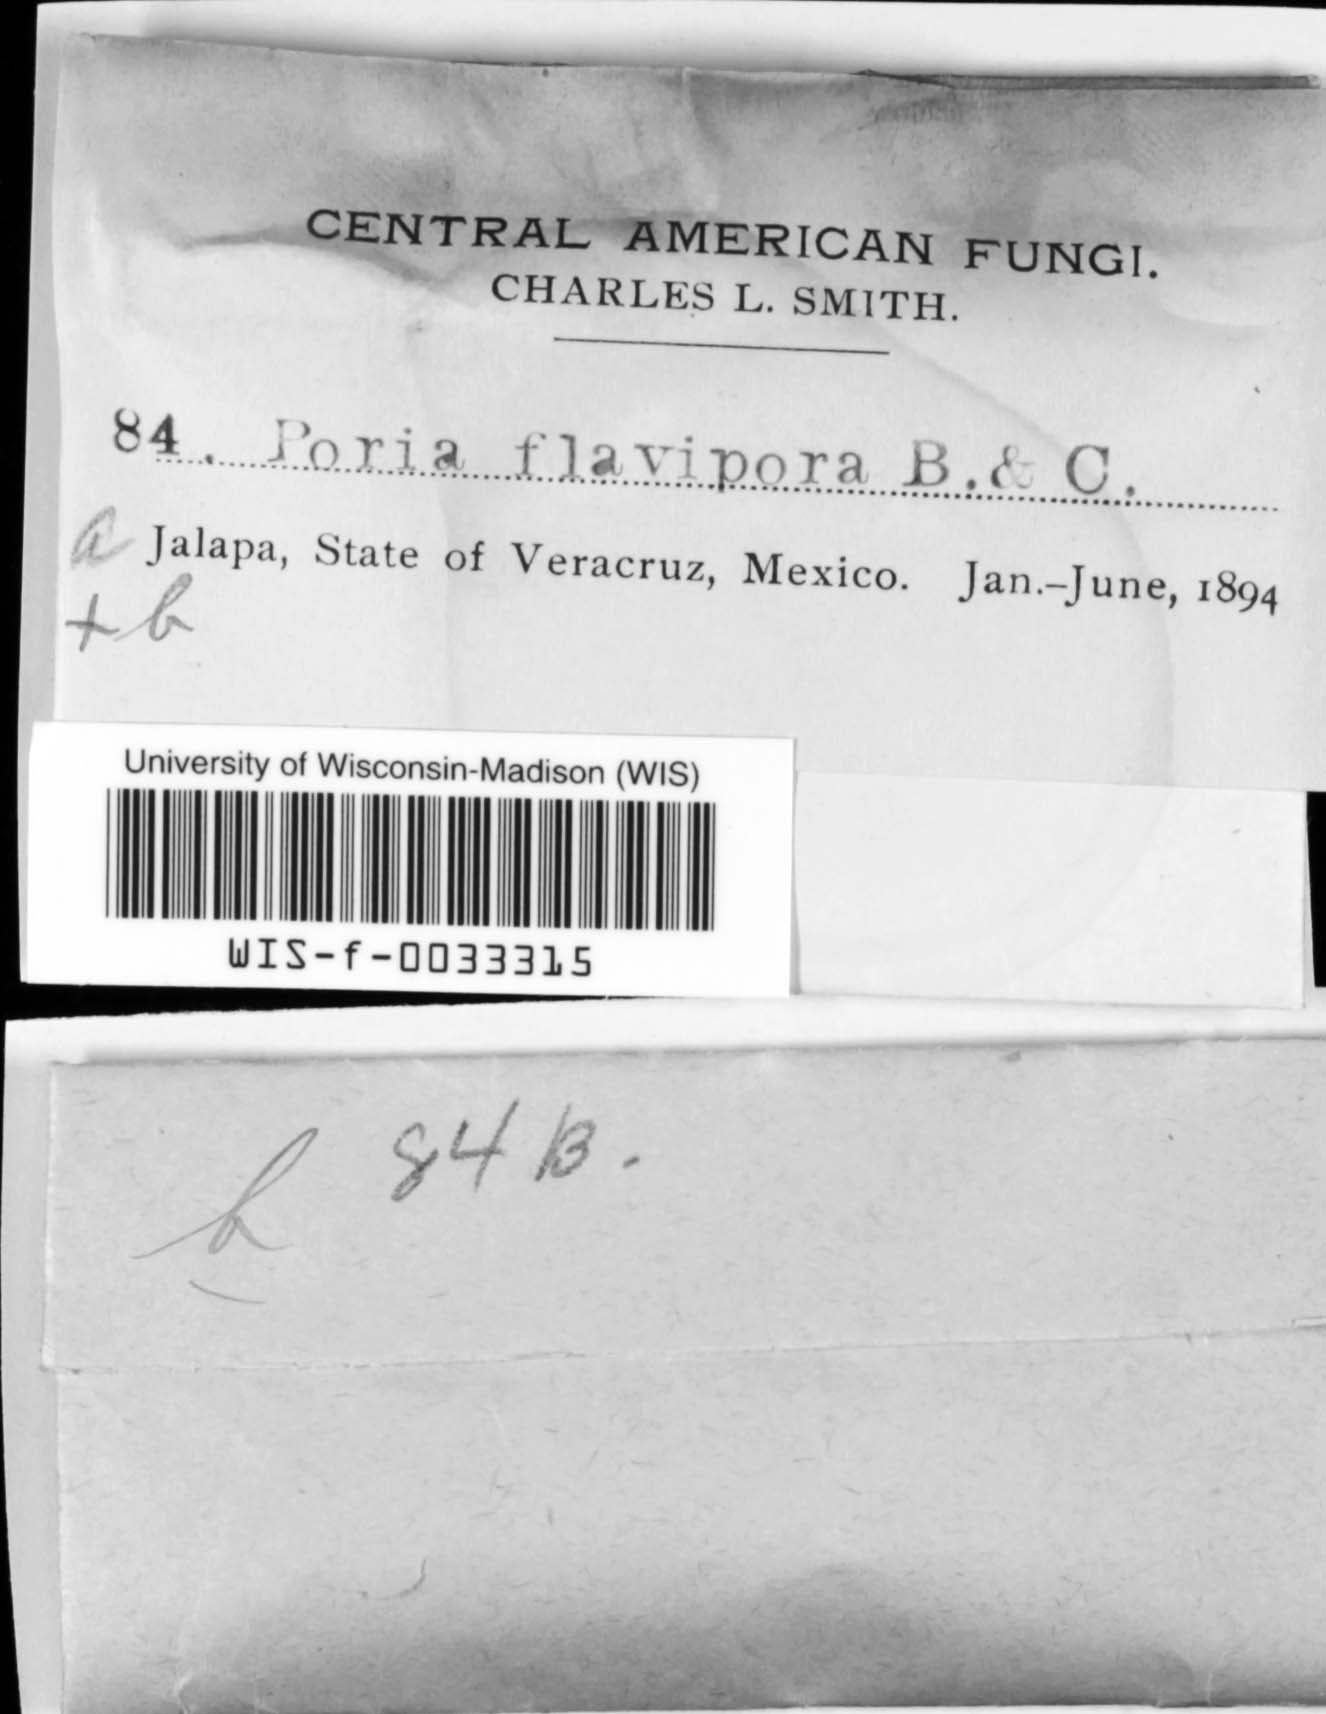 CENTRAL AMERICAN FUNGI.
CHARLES L. SMITH.
84. Poria flavipora B. & C.
a Jalapa, State of Veracruz, Mexico. Jan.–June, 1894
+ b
University of Wisconsin-Madison (WIS)
WIS-f-0033315
84 B.
b